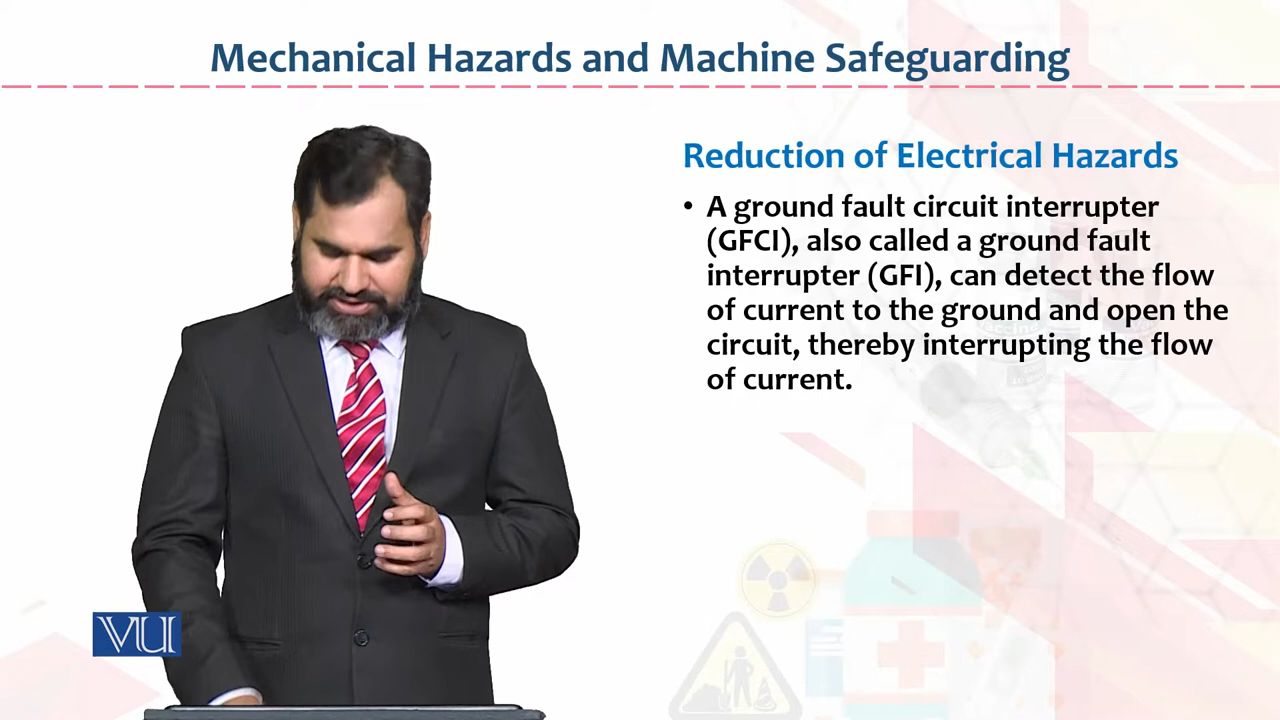 Mechanical Hazards and Machine Safeguarding
Reduction of Electrical Hazards
• A ground fault circuit interrupter
(GFCI), also called a ground fault
interrupter (GFI), can detect the flow
of current to the ground and open the
circuit, thereby interrupting the flow
of current.
VU